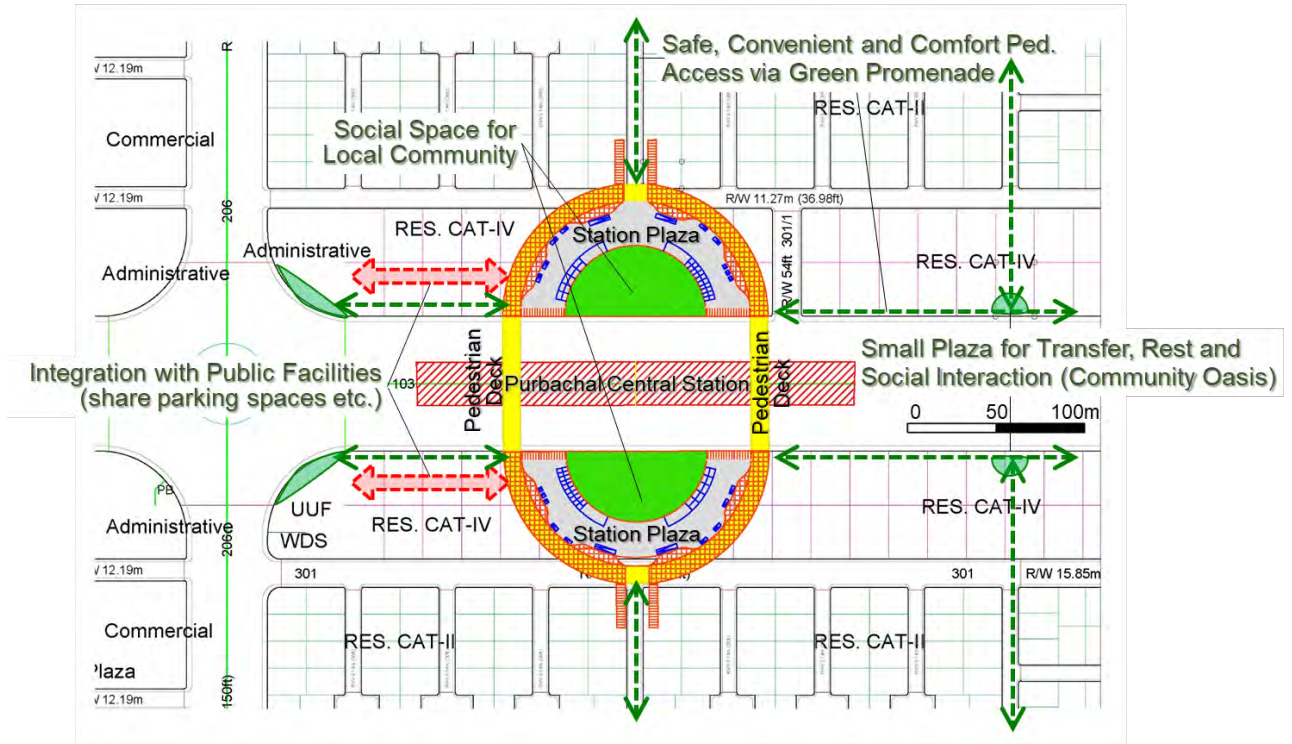 Safe, Convenient and Comfort Ped.
Access via Green Promenade
R
R/W 12.19m
RES. CAT-II
Social Space for
Local Community
Commercial
R/W 11.27m (36.98ft)
206
RES. CAT-IV
Station Plaza
R/W 54ft 301/1
Administrative
Administrative
RES. CAT-IV
Integration with Public Facilities
(share parking spaces etc.)
103
Pedestrian
Deck
Purbachal Central Station
Pedestrian
Deck
Small Plaza for Transfer, Rest and
Social Interaction (Community Oasis)
0 50 100m
PB
UUF
RES. CAT-IV
RES. CAT-IV
Administrative
Station Plaza
WDS
206
V 12.19m
301
301
R/W 15.85m
Commercial
RES. CAT-II
RES. CAT-II
Plaza
150ft)
V 12.19m